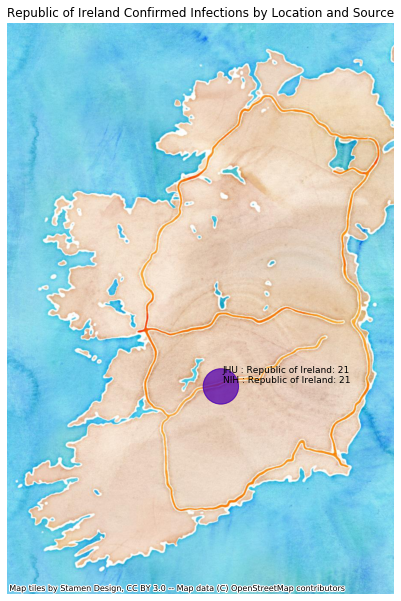 Republic of Ireland Confirmed Infections by Location and Source
JHU : Republic of Ireland: 21
NIH : Republic of Ireland: 21
Map tiles by Stamen Design, CC BY 3.0 -- Map data (C) OpenStreetMap contributors